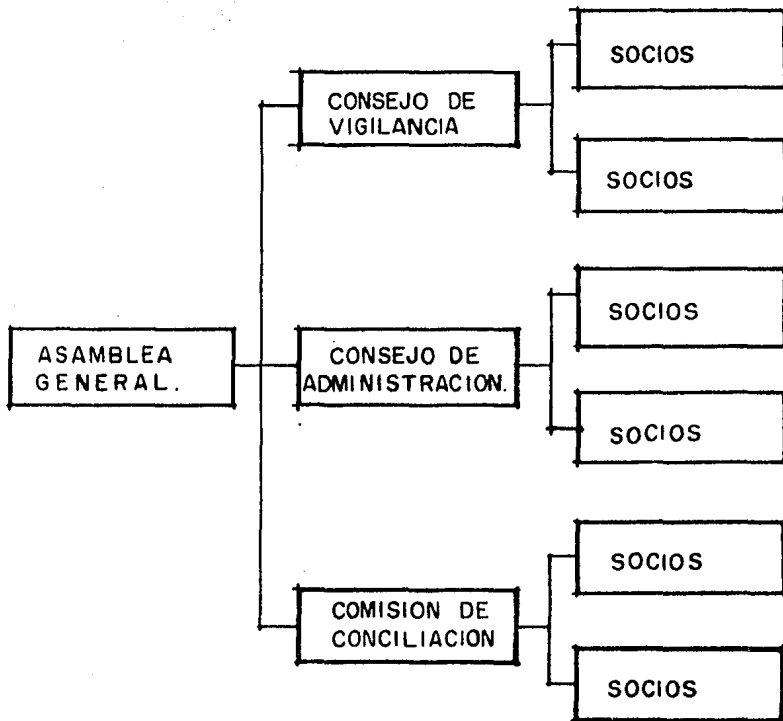 SOCIOS
CONSEJO DE
VIGILANCIA
SOCIOS
SOCIOS
ASAMBLEA
GENERAL.
CONSEJO DE
ADMINISTRACION.
SOCIOS
SOCIOS
COMISION DE
CONCILIACION
SOCIOS